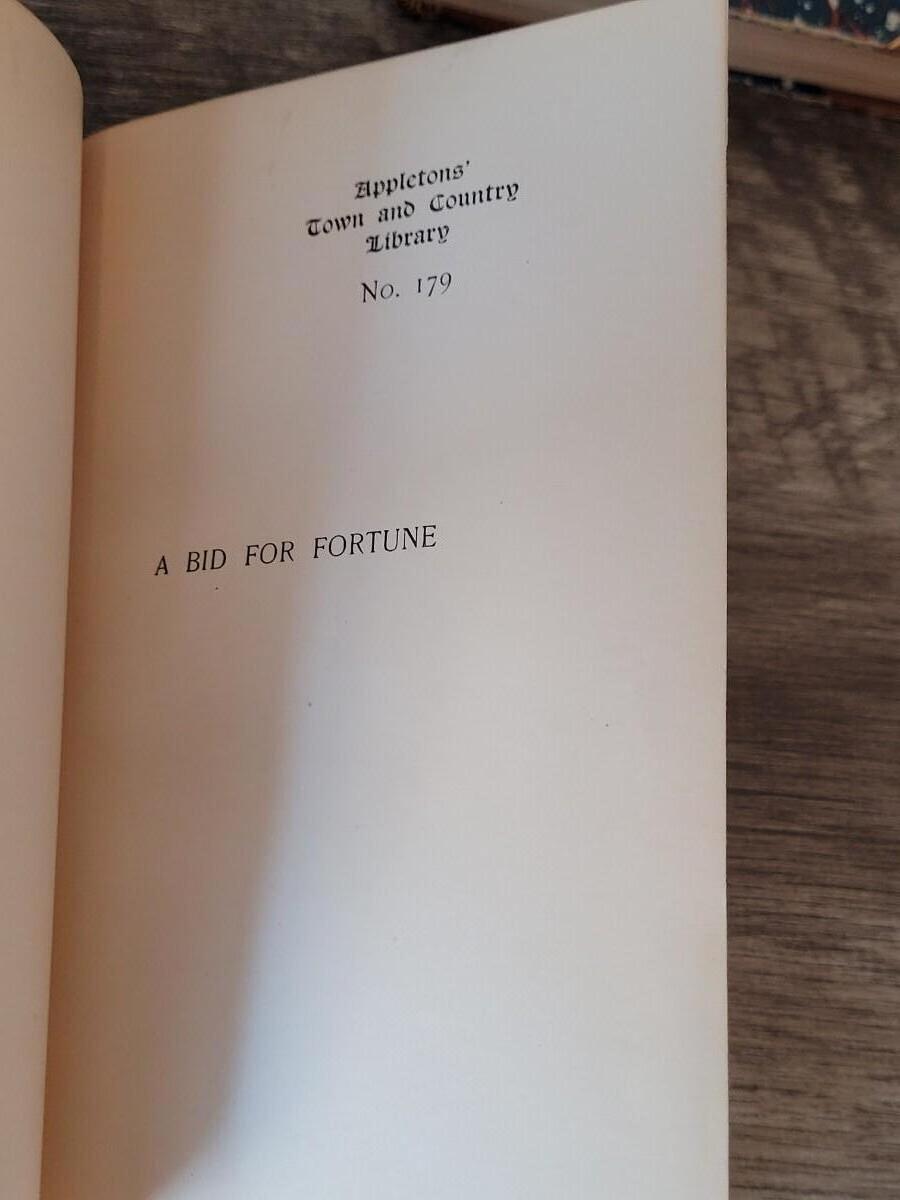 Appletons'
Town and Country
Library
No. 179
A BID FOR FORTUNE